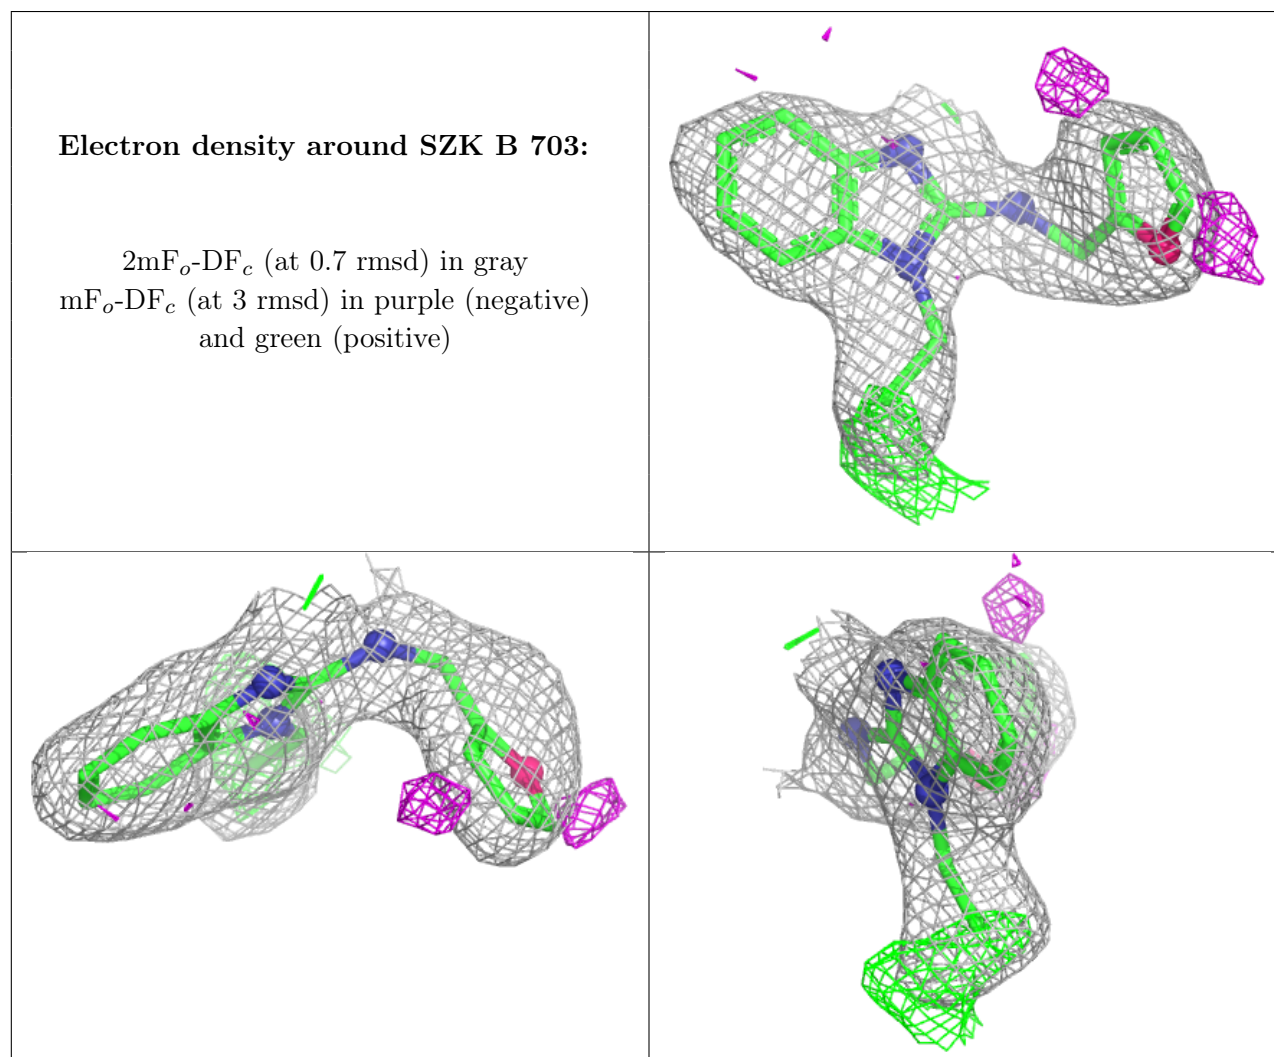 Electron density around SZK B 703:
2mFo-DFc (at 0.7 rmsd) in gray
mFo-DFc (at 3 rmsd) in purple (negative)
and green (positive)